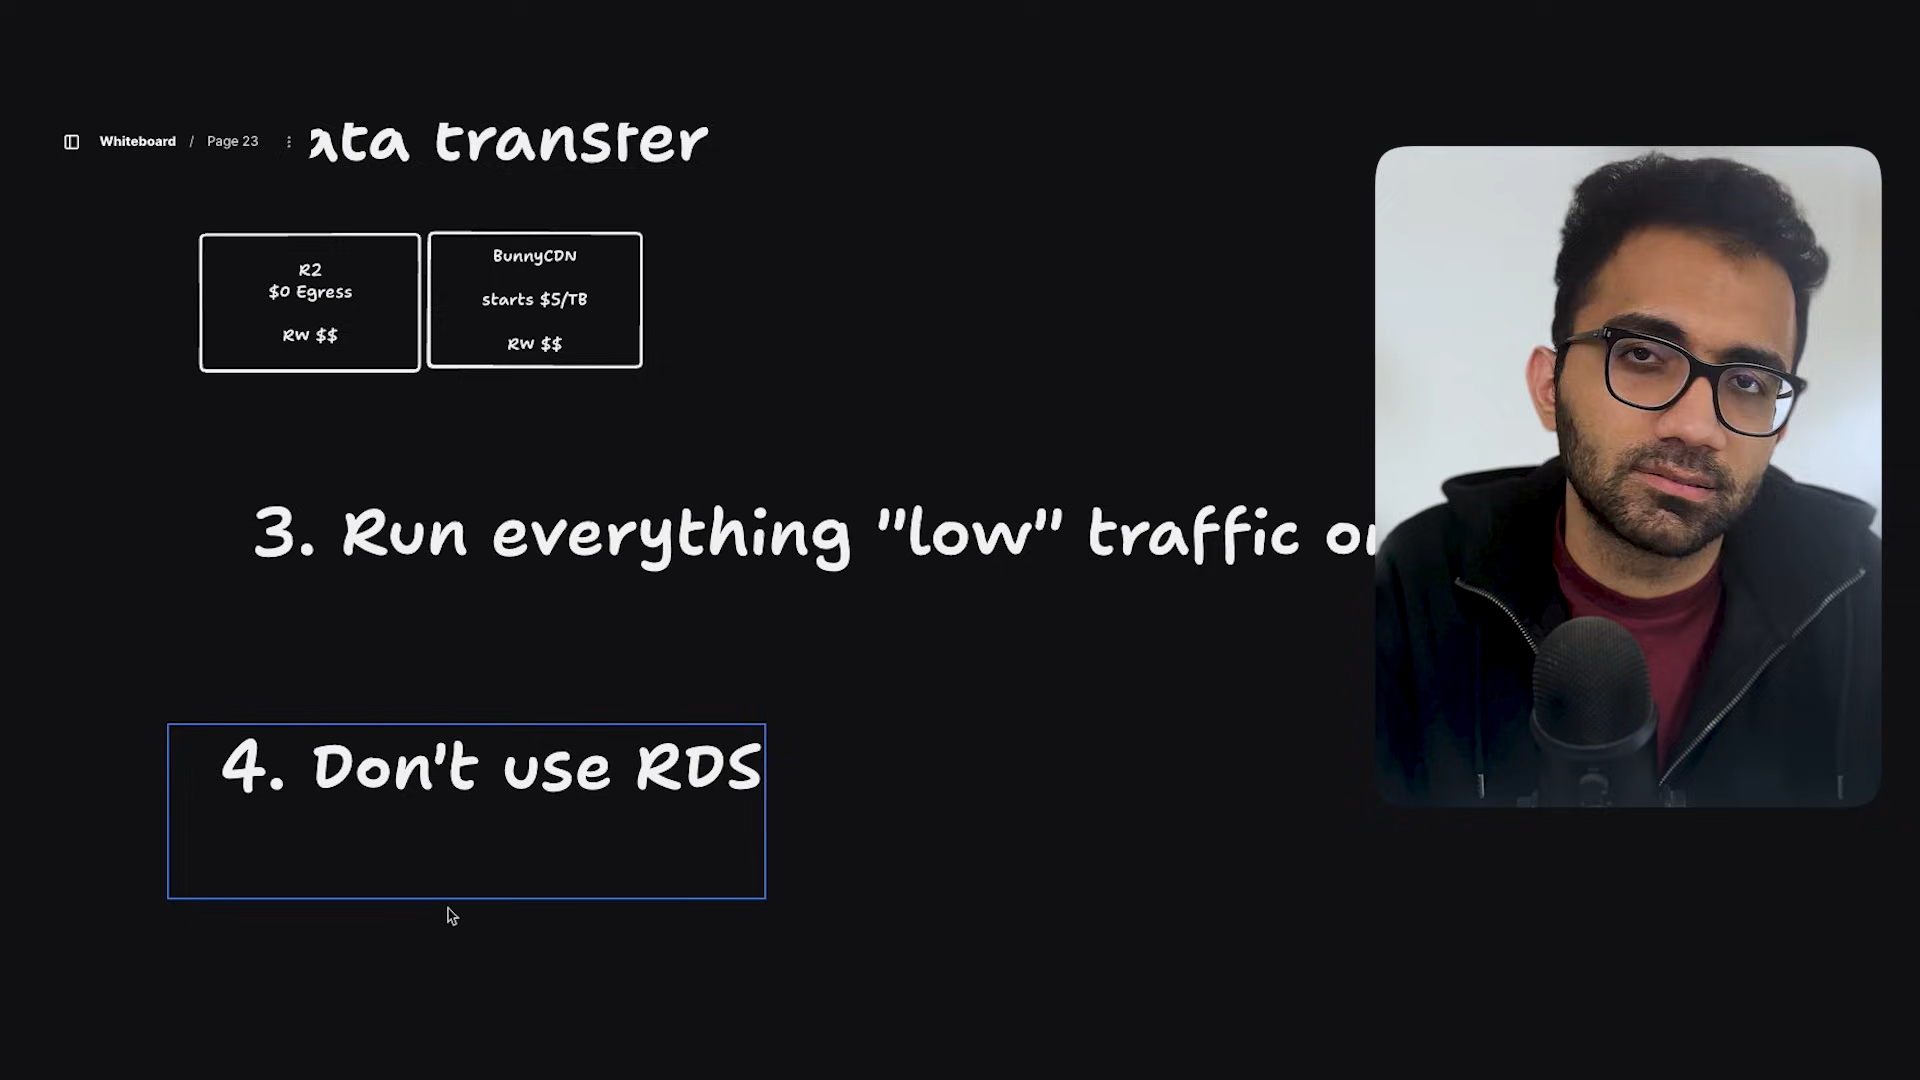 Whiteboard / Page 23
ata transfer
R2
$0 Egress
RW $$
BunnyCDN
starts $5/TB
RW $$
3. Run everything "low" traffic
4. Don't use RDS